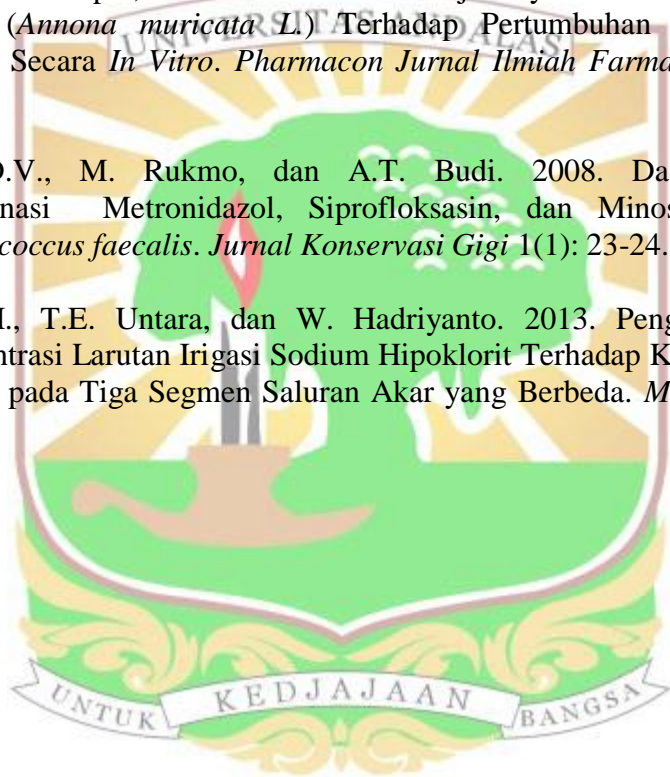 (Annona muricata L.) Terhadap Pertumbuhan
UNIVERSITAS ANDALAS
Secara In Vitro. Pharmacon Jurnal Ilmiah Farma
D.V., M. Rukmo, dan A.T. Budi. 2008. Da
nasi Metronidazol, Siprofloksasin, dan Minos
coccus faecalis. Jurnal Konservasi Gigi 1(1): 23-24.
I., T.E. Untara, dan W. Hadriyanto. 2013. Peng
ntrasi Larutan Irigasi Sodium Hipoklorit Terhadap K
pada Tiga Segmen Saluran Akar yang Berbeda. M
UNTUK KEDJAJAAN BANGSA